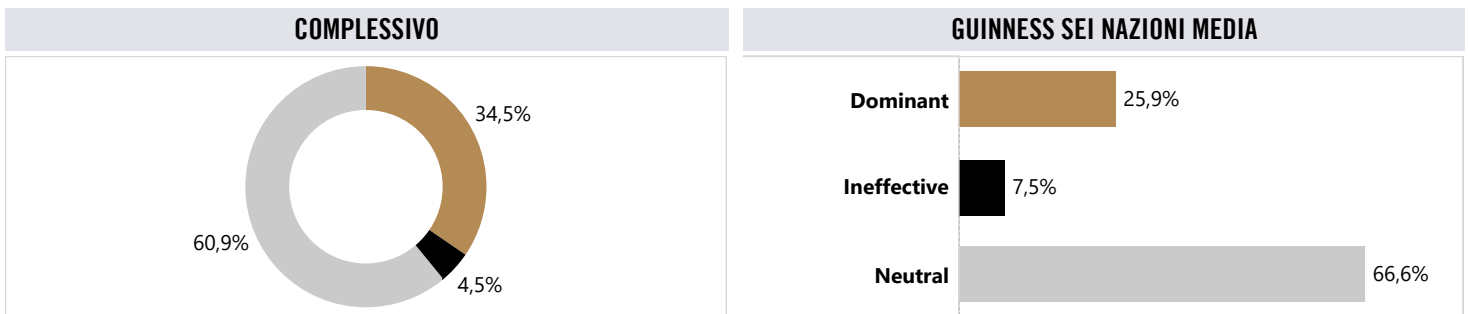 COMPLESSIVO
34,5%
60,9%
4,5%
GUINNESS SEI NAZIONI MEDIA
Dominant 25,9%
Ineffective 7,5%
Neutral 66,6%